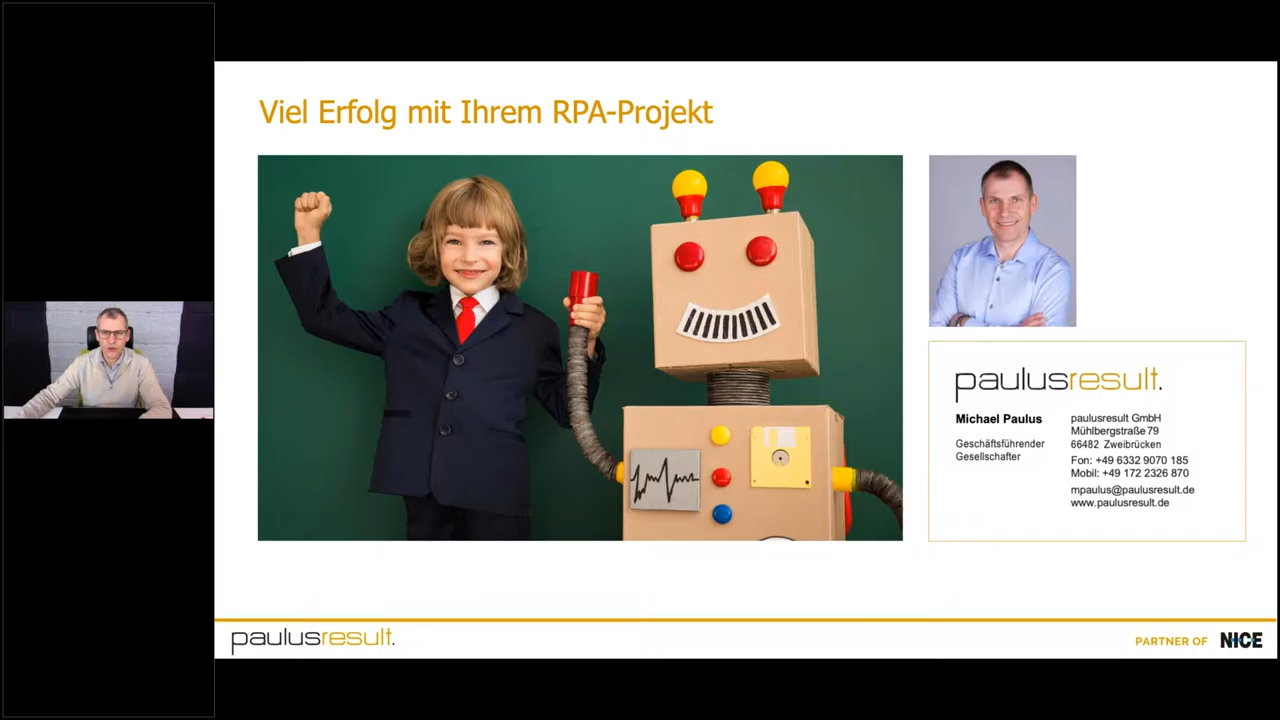 Viel Erfolg mit Ihrem RPA-Projekt
paulusresult.
Michael Paulus
Geschäftsführender
Gesellschafter
paulusresult GmbH
Mühlbergstraße 79
66482 Zweibrücken
Fon: +49 6332 9070 185
Mobil: +49 172 2326 870
mpaulus@paulusresult.de
www.paulusresult.de
paulusresult.
PARTNER OF NICE